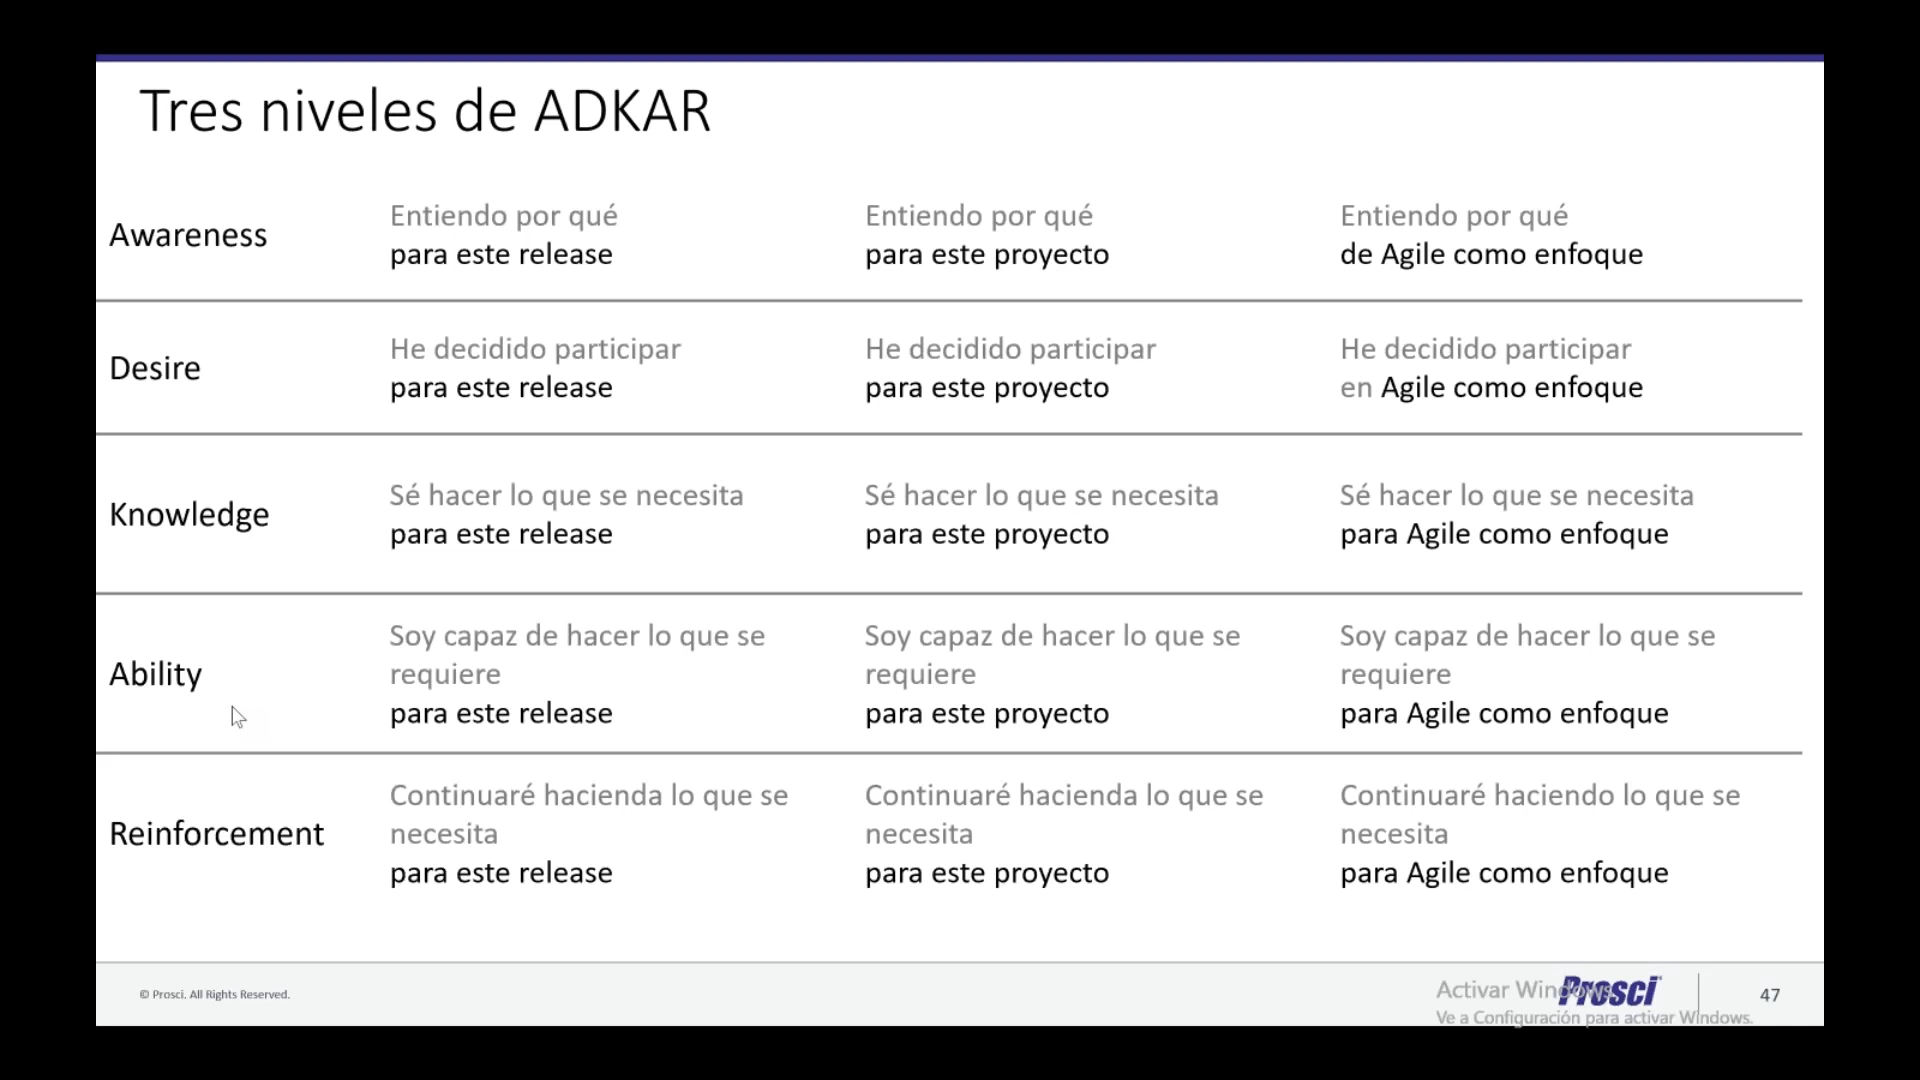 Tres niveles de ADKAR
Awareness
Entiendo por qué
para este release
Entiendo por qué
para este proyecto
Entiendo por qué
de Agile como enfoque
Desire
He decidido participar
para este release
He decidido participar
para este proyecto
He decidido participar
en Agile como enfoque
Knowledge
Sé hacer lo que se necesita
para este release
Sé hacer lo que se necesita
para este proyecto
Sé hacer lo que se necesita
para Agile como enfoque
Ability
Soy capaz de hacer lo que se
requiere
para este release
Soy capaz de hacer lo que se
requiere
para este proyecto
Soy capaz de hacer lo que se
requiere
para Agile como enfoque
Reinforcement
Continuaré hacienda lo que se
necesita
para este release
Continuaré hacienda lo que se
necesita
para este proyecto
Continuaré haciendo lo que se
necesita
para Agile como enfoque
© Prosci. All Rights Reserved.
Activar Windows
Prosci
47
Ve a Configuración para activar Windows.